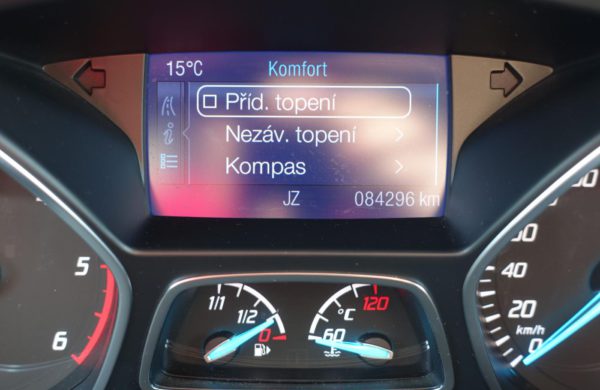 15°C Komfort
Příd. topení
Nezáv. topení
Kompas
JZ 084296 km
5
6
1/1
1/2
0
°C
120
60
40
20
km/h
0